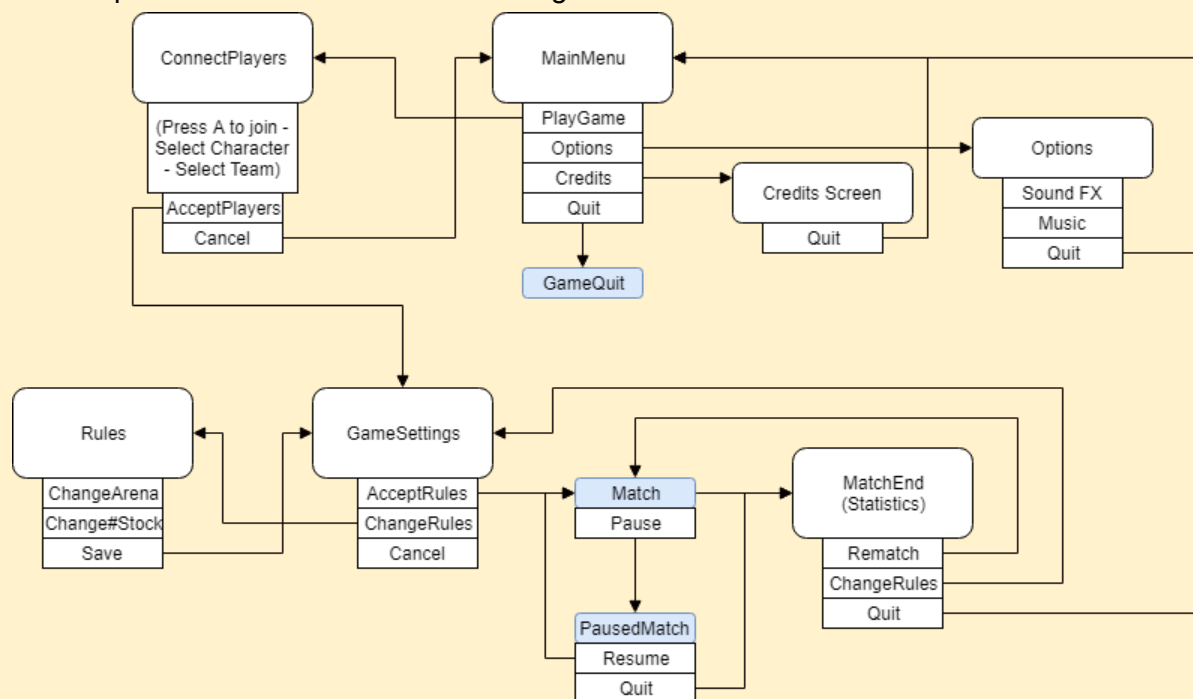 ConnectPlayers
(Press A to join -
Select Character
- Select Team)
AcceptPlayers
Cancel
MainMenu
PlayGame
Options
Credits
Quit
GameQuit
Credits Screen
Quit
Options
Sound FX
Music
Quit
Rules
ChangeArena
Change#Stock
Save
GameSettings
AcceptRules
ChangeRules
Cancel
Match
Pause
PausedMatch
Resume
Quit
MatchEnd
(Statistics)
Rematch
ChangeRules
Quit